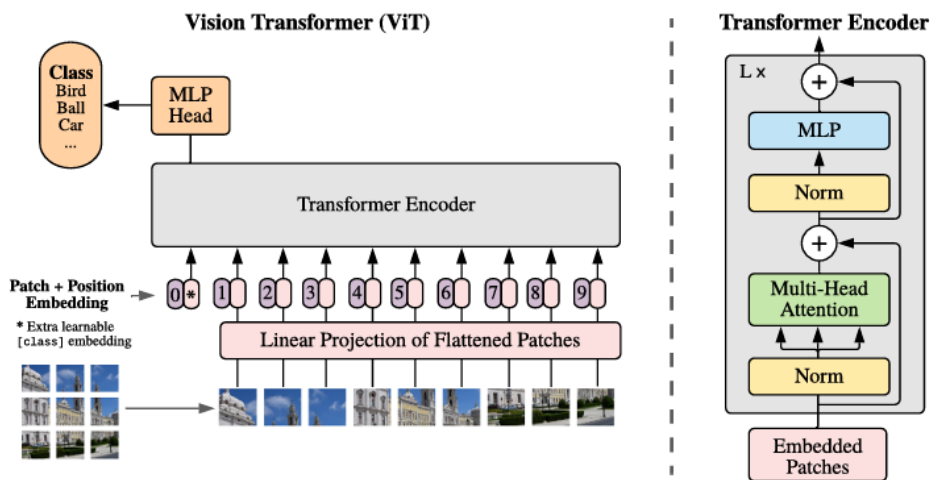 Vision Transformer (ViT)
Class
Bird
Ball
Car
...
MLP
Head
Transformer Encoder
Patch + Position
Embedding
* Extra learnable
[class] embedding
0 * 1 2 3 4 5 6 7 8 9
Linear Projection of Flattened Patches
Transformer Encoder
L ×
+
MLP
Norm
+
Multi-Head
Attention
Norm
Embedded
Patches